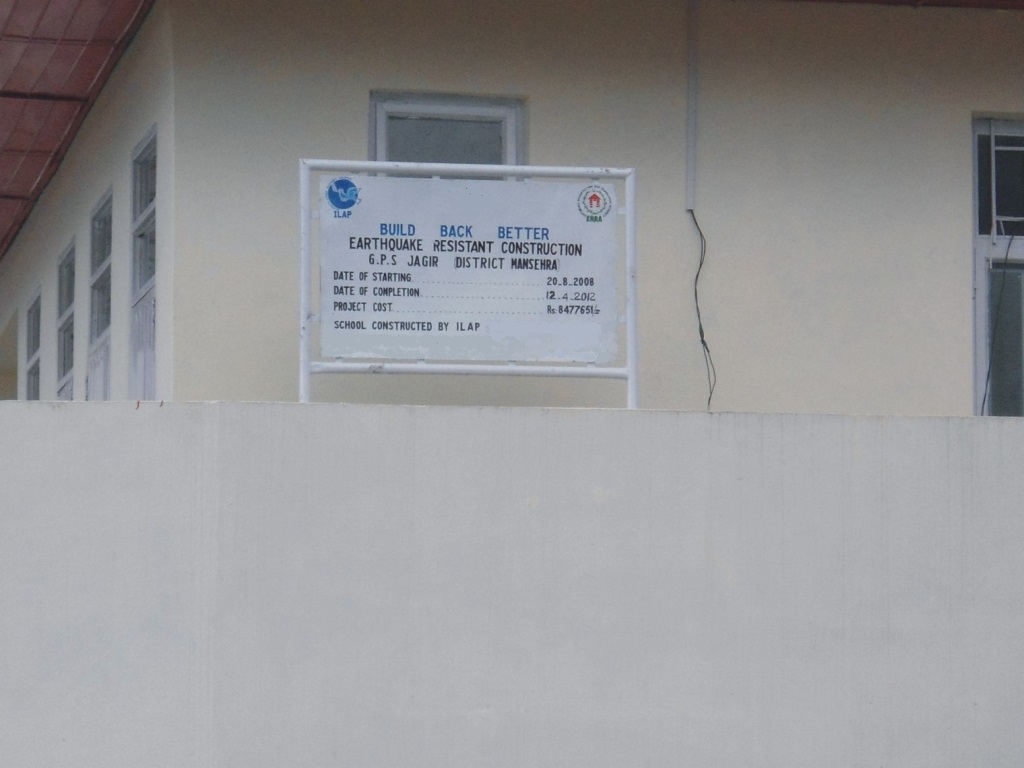 ILAP
ERRA
BUILD BACK BETTER
EARTHQUAKE RESISTANT CONSTRUCTION
G.P.S JAGIR (DISTRICT MANSEHRA)
DATE OF STARTING.......................... 20.8.2008
DATE OF COMPLETION........................ 12.4.2012
PROJECT COST.............................. Rs: 8477651/=
SCHOOL CONSTRUCTED BY ILAP